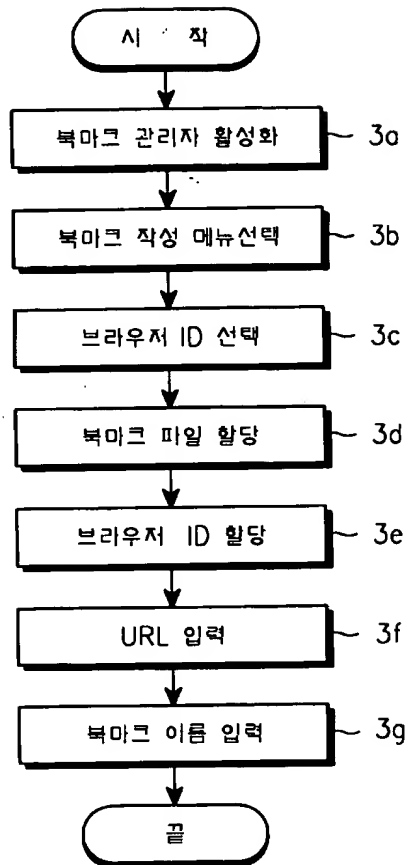 시 작
북마크 관리자 활성화
3a
북마크 작성 메뉴선택
3b
브라우저 ID 선택
3c
북마크 파일 할당
3d
브라우저 ID 할당
3e
URL 입력
3f
북마크 이름 입력
3g
끝